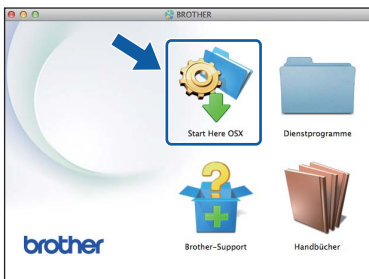 BROTHER
Start Here OSX
Dienstprogramme
Brother-Support
Handbücher
brother